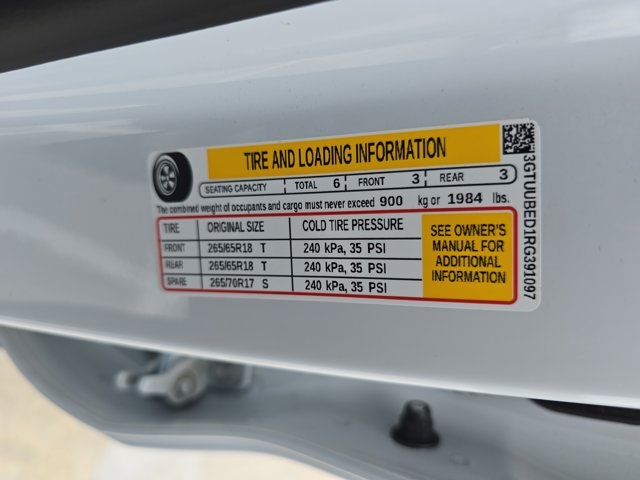 TIRE AND LOADING INFORMATION
SEATING CAPACITY TOTAL 6 FRONT 3 REAR 3
The combined weight of occupants and cargo must never exceed 900 kg or 1984 lbs.
TIRE ORIGINAL SIZE COLD TIRE PRESSURE
FRONT 265/65R18 T 240 kPa, 35 PSI
REAR 265/65R18 T 240 kPa, 35 PSI
SPARE 265/70R17 S 240 kPa, 35 PSI
SEE OWNER'S
MANUAL FOR
ADDITIONAL
INFORMATION
3GTUUBED1RG391097